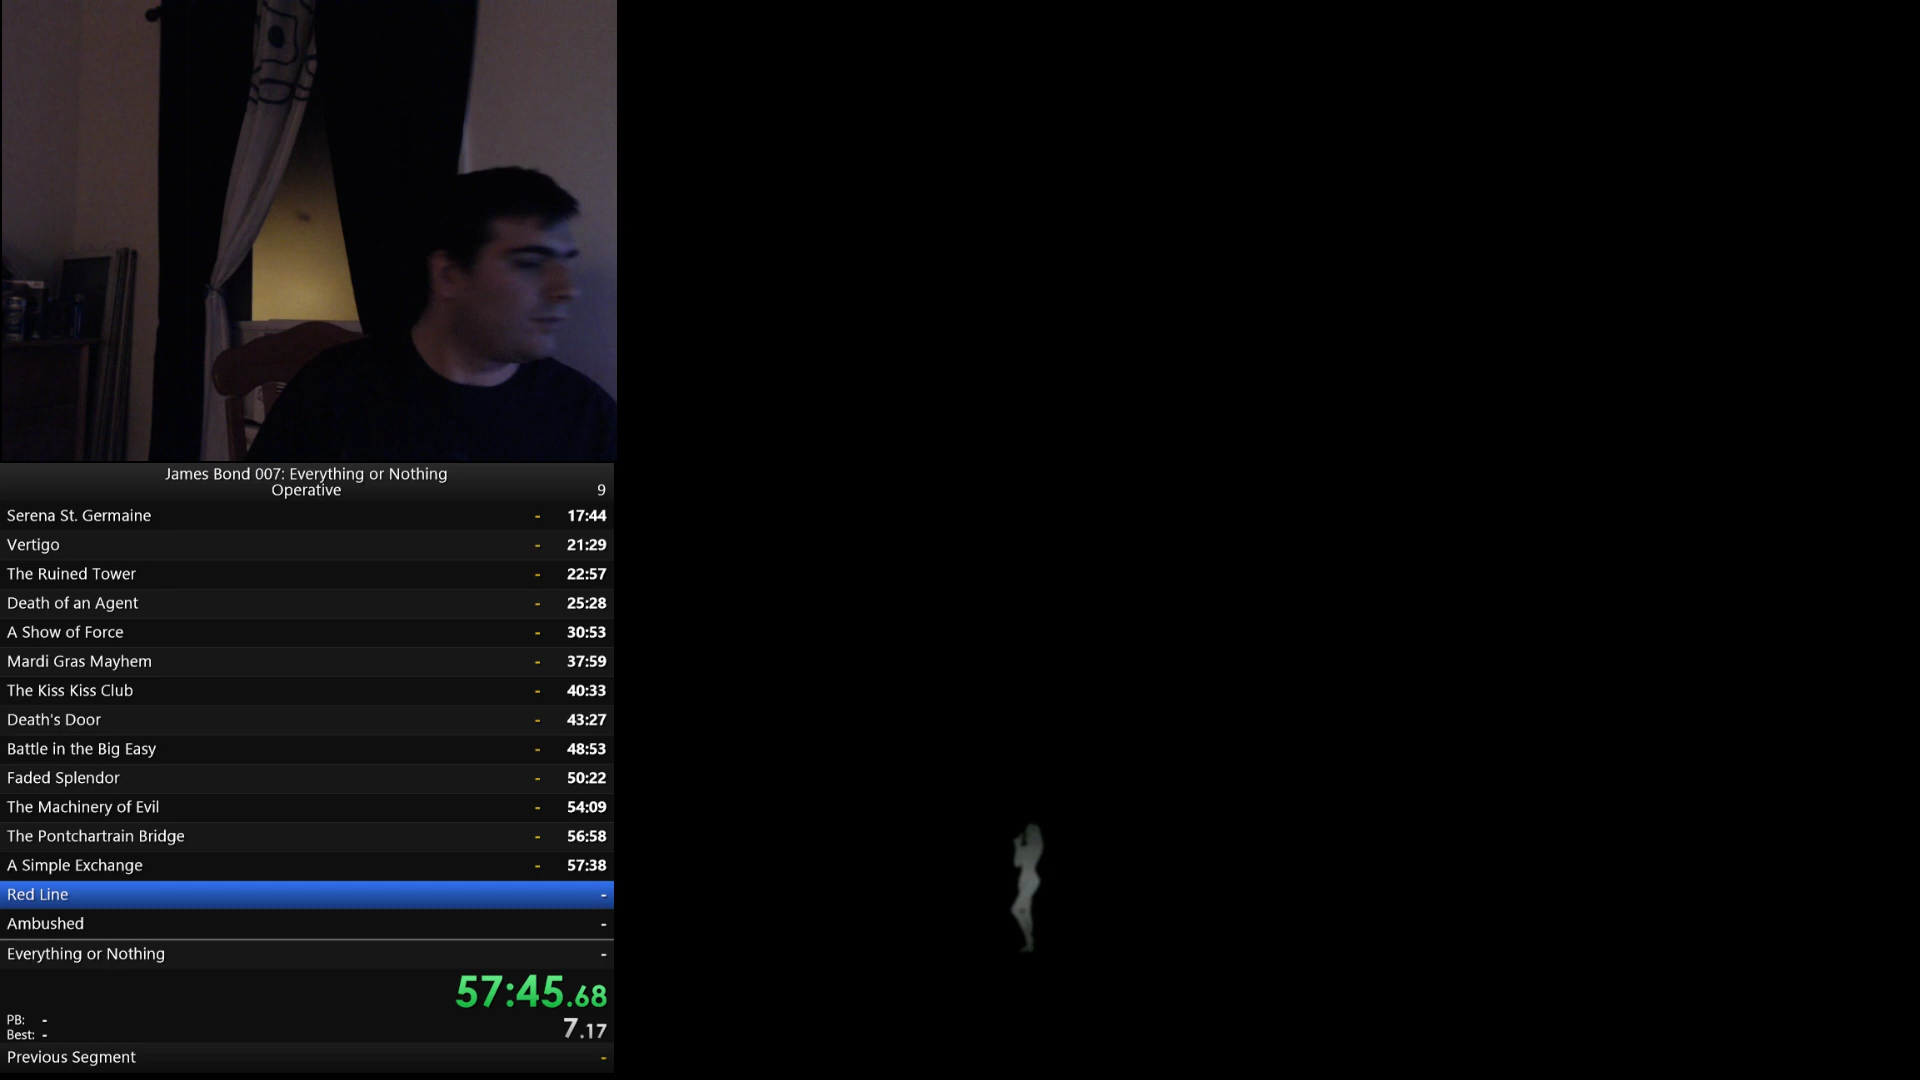 James Bond 007: Everything or Nothing
Operative 9
Serena St. Germaine - 17:44
Vertigo - 21:29
The Ruined Tower - 22:57
Death of an Agent - 25:28
A Show of Force - 30:53
Mardi Gras Mayhem - 37:59
The Kiss Kiss Club - 40:33
Death's Door - 43:27
Battle in the Big Easy - 48:53
Faded Splendor - 50:22
The Machinery of Evil - 54:09
The Pontchartrain Bridge - 56:58
A Simple Exchange - 57:38
Red Line -
Ambushed -
Everything or Nothing -
57:45.68
PB: - 7.17
Best: -
Previous Segment -